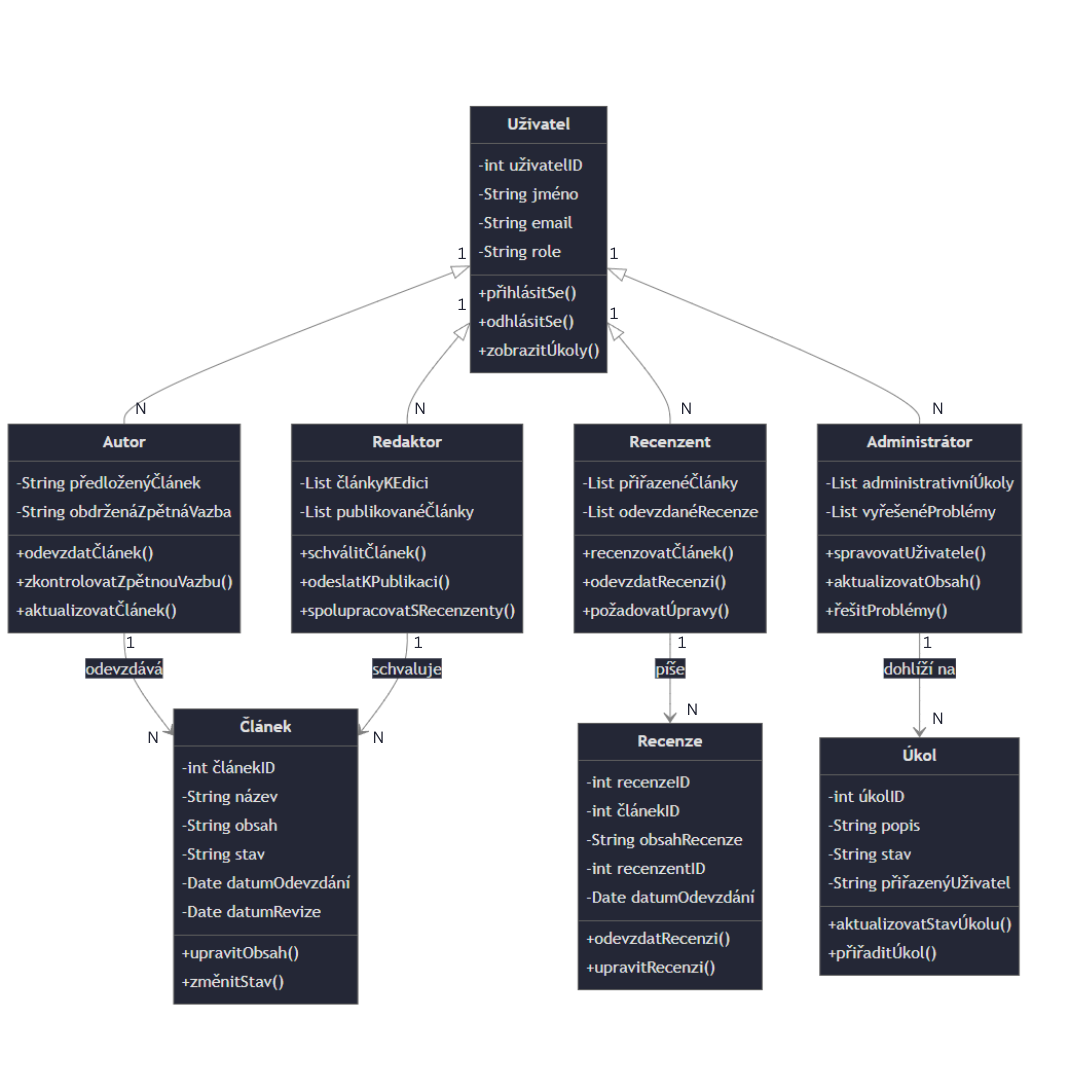 Uživatel
-int uživatelID
-String jméno
-String email
-String role
+přihlásitSe()
+odhlásitSe()
+zobrazitÚkoly()
1
1
1
1
N
N
N
N
Autor
-String předloženýČlánek
-String obdrženáZpětnáVazba
+odevzdatČlánek()
+zkontrolovatZpětnouVazbu()
+aktualizovatČlánek()
Redaktor
-List článkyKEdici
-List publikovanéČlánky
+schválitČlánek()
+odeslatKPublikaci()
+spolupracovatSRecenzenty()
Recenzent
-List přiřazenéČlánky
-List odevzdanéRecenze
+recenzovatČlánek()
+odevzdatRecenzi()
+požadovatÚpravy()
Administrátor
-List administrativníÚkoly
-List vyřešenéProblémy
+spravovatUživatele()
+aktualizovatObsah()
+řešitProblémy()
1
odevzdává
N
1
schvaluje
N
1
píše
N
1
dohlíží na
N
Článek
-int článekID
-String název
-String obsah
-String stav
-Date datumOdevzdání
-Date datumRevize
+upravitObsah()
+změnitStav()
Recenze
-int recenzeID
-int článekID
-String obsahRecenze
-int recenzentID
-Date datumOdevzdání
+odevzdatRecenzi()
+upravitRecenzi()
Úkol
-int úkolID
-String popis
-String stav
-String přiřazenýUživatel
+aktualizovatStavÚkolu()
+přiřaditÚkol()